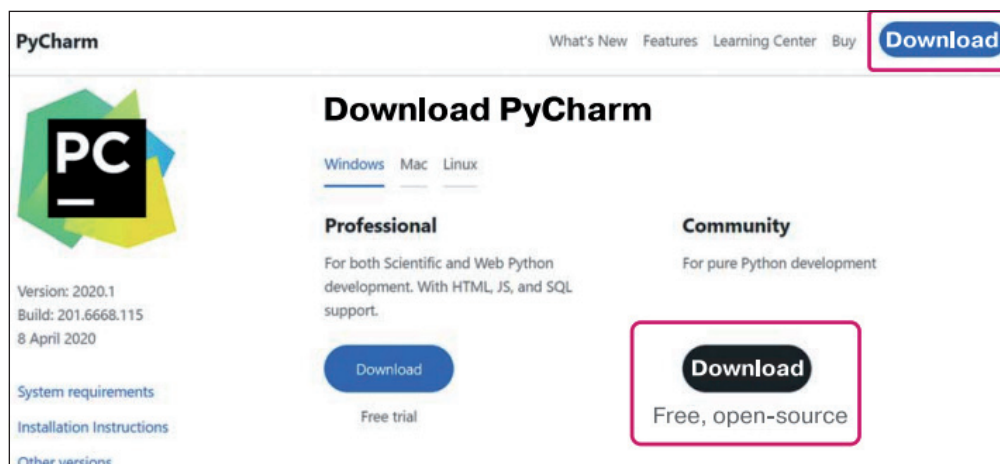 PyCharm
What's New Features Learning Center Buy Download
PC
Download PyCharm
Windows Mac Linux
Professional
For both Scientific and Web Python
development. With HTML, JS, and SQL
support.
Download
Free trial
Community
For pure Python development
Download
Free, open-source
Version: 2020.1
Build: 201.6668.115
8 April 2020
System requirements
Installation Instructions
Other versions